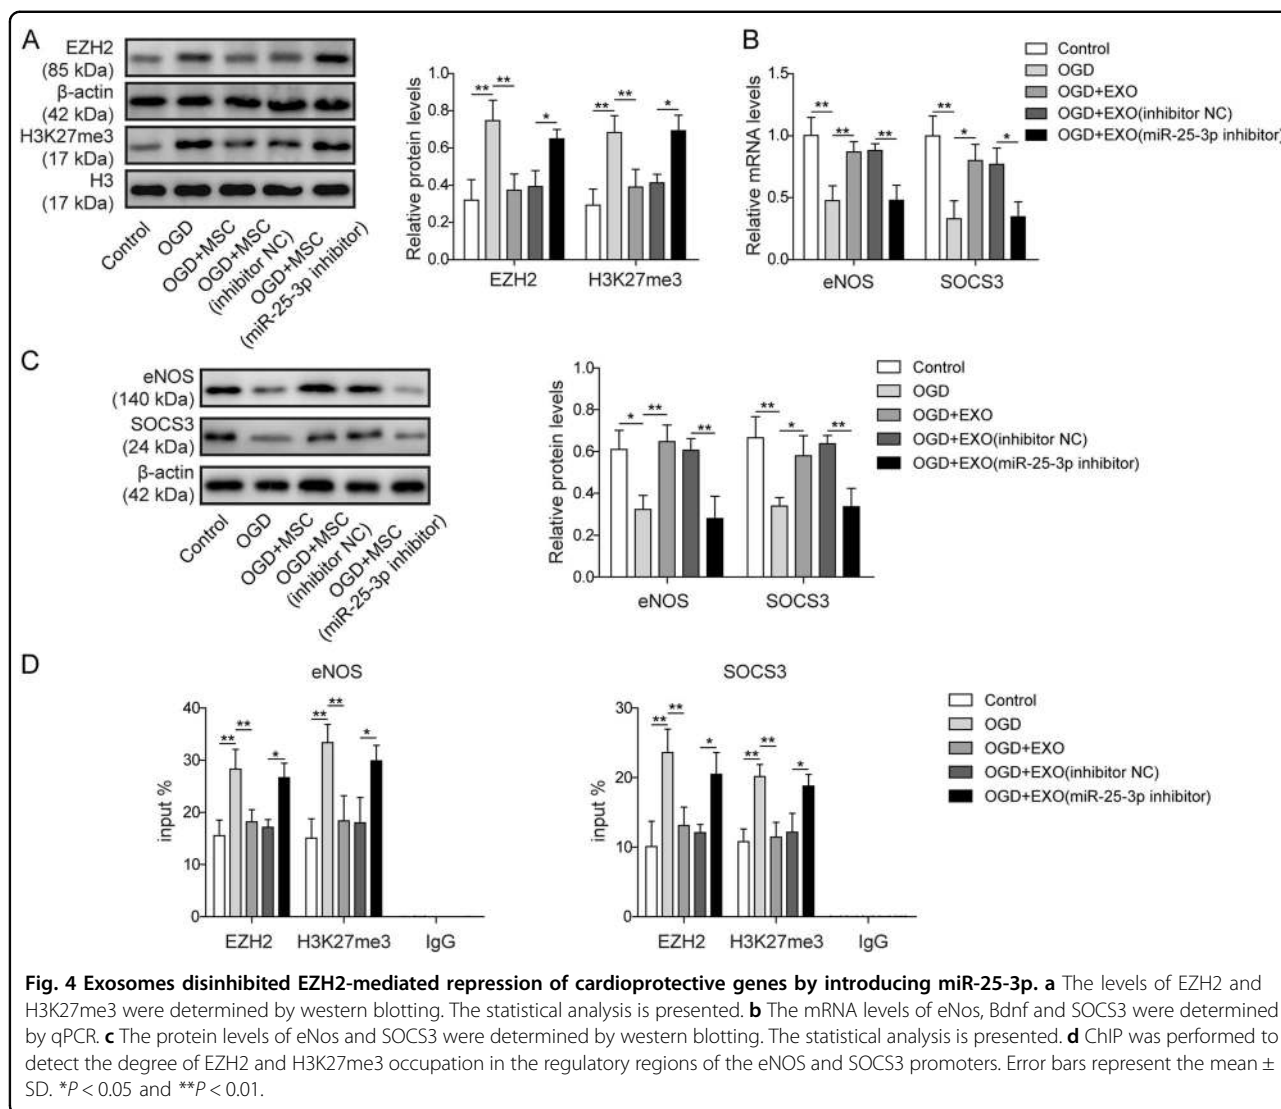 A
EZH2
(85 kDa)
β-actin
(42 kDa)
H3K27me3
(17 kDa)
H3
(17 kDa)
Control
OGD
OGD+MSC
OGD+MSC
(inhibitor NC)
OGD+MSC
(miR-25-3p inhibitor)
Relative protein levels
1.0
0.8
0.6
0.4
0.2
0.0
** ** *
** ** *
EZH2
H3K27me3
B
Control
OGD
OGD+EXO
OGD+EXO(inhibitor NC)
OGD+EXO(miR-25-3p inhibitor)
Relative mRNA levels
1.5
1.0
0.5
0.0
** ** **
** * *
eNOS
SOCS3
C
eNOS
(140 kDa)
SOCS3
(24 kDa)
β-actin
(42 kDa)
Control
OGD
OGD+MSC
OGD+MSC
(inhibitor NC)
OGD+MSC
(miR-25-3p inhibitor)
Relative protein levels
1.0
0.8
0.6
0.4
0.2
0.0
* ** **
** * **
eNOS
SOCS3
Control
OGD
OGD+EXO
OGD+EXO(inhibitor NC)
OGD+EXO(miR-25-3p inhibitor)
D
eNOS
input %
40
30
20
10
0
** ** *
** ** *
EZH2
H3K27me3
IgG
SOCS3
input %
30
20
10
0
** ** *
** ** *
EZH2
H3K27me3
IgG
Control
OGD
OGD+EXO
OGD+EXO(inhibitor NC)
OGD+EXO(miR-25-3p inhibitor)
Fig. 4 Exosomes disinhibited EZH2-mediated repression of cardioprotective genes by introducing miR-25-3p. a The levels of EZH2 and
H3K27me3 were determined by western blotting. The statistical analysis is presented. b The mRNA levels of eNos, Bdnf and SOCS3 were determined
by qPCR. c The protein levels of eNos and SOCS3 were determined by western blotting. The statistical analysis is presented. d ChIP was performed to
detect the degree of EZH2 and H3K27me3 occupation in the regulatory regions of the eNOS and SOCS3 promoters. Error bars represent the mean ±
SD. *P < 0.05 and **P < 0.01.